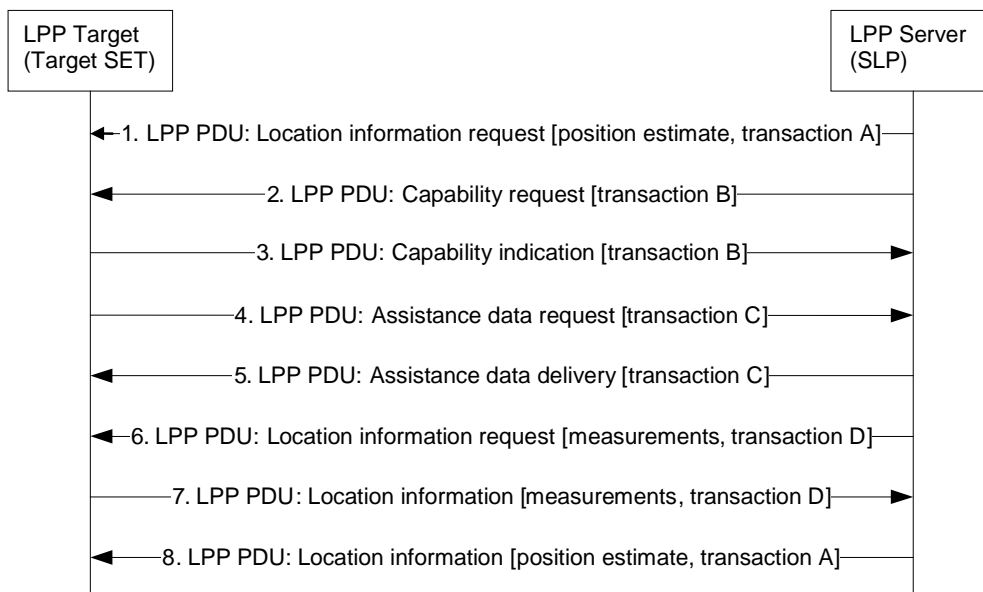 LPP Target
(Target SET)
LPP Server
(SLP)
1. LPP PDU: Location information request [position estimate, transaction A]
2. LPP PDU: Capability request [transaction B]
3. LPP PDU: Capability indication [transaction B]
4. LPP PDU: Assistance data request [transaction C]
5. LPP PDU: Assistance data delivery [transaction C]
6. LPP PDU: Location information request [measurements, transaction D]
7. LPP PDU: Location information [measurements, transaction D]
8. LPP PDU: Location information [position estimate, transaction A]